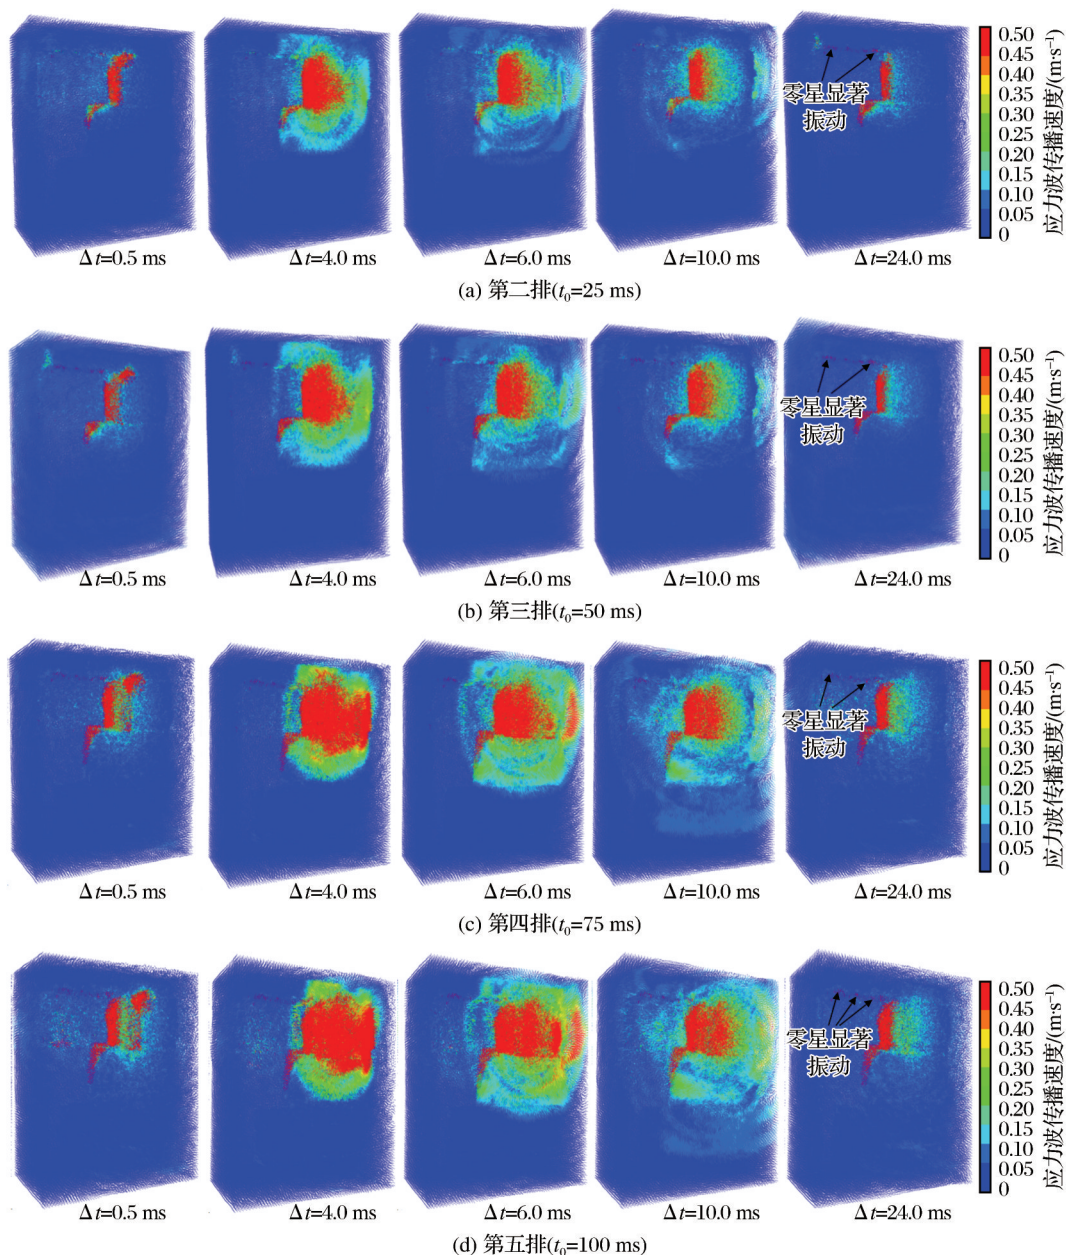 零星显著
振动
0.50
0.45
0.40
0.35
0.30
0.25
0.20
0.15
0.10
0.05
0
应力波传播速度/(m·s⁻¹)
Δt=0.5 ms
Δt=4.0 ms
Δt=6.0 ms
Δt=10.0 ms
Δt=24.0 ms
(a) 第二排(t₀=25 ms)
零星显著
振动
0.50
0.45
0.40
0.35
0.30
0.25
0.20
0.15
0.10
0.05
0
应力波传播速度/(m·s⁻¹)
Δt=0.5 ms
Δt=4.0 ms
Δt=6.0 ms
Δt=10.0 ms
Δt=24.0 ms
(b) 第三排(t₀=50 ms)
零星显著
振动
0.50
0.45
0.40
0.35
0.30
0.25
0.20
0.15
0.10
0.05
0
应力波传播速度/(m·s⁻¹)
Δt=0.5 ms
Δt=4.0 ms
Δt=6.0 ms
Δt=10.0 ms
Δt=24.0 ms
(c) 第四排(t₀=75 ms)
零星显著
振动
0.50
0.45
0.40
0.35
0.30
0.25
0.20
0.15
0.10
0.05
0
应力波传播速度/(m·s⁻¹)
Δt=0.5 ms
Δt=4.0 ms
Δt=6.0 ms
Δt=10.0 ms
Δt=24.0 ms
(d) 第五排(t₀=100 ms)